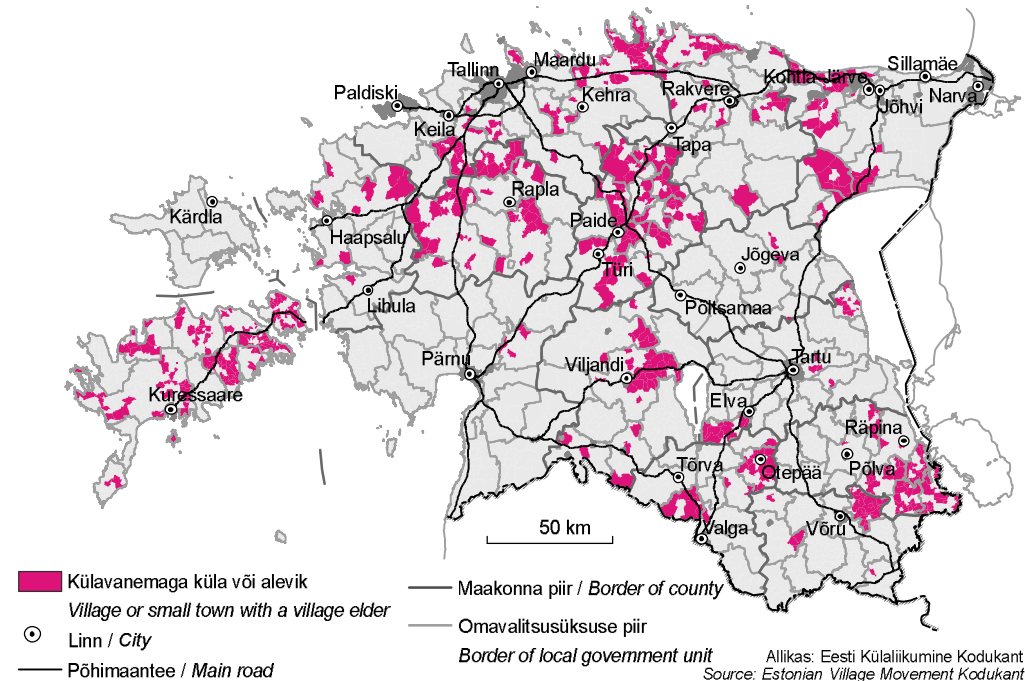 Tallinn
Maardu
Paldiski
Keila
Kehra
Rakvere
Kohtla-Järve
Sillamäe
Jõhvi
Narva
Tapa
Kärdla
Haapsalu
Rapla
Paide
Türi
Jõgeva
Lihula
Põltsamaa
Pärnu
Viljandi
Tartu
Kuressaare
Elva
Räpina
Tõrva
Otepää
Põlva
Valga
Võru
50 km
Külavanemaga küla või alevik
Village or small town with a village elder
Linn / City
Põhimaantee / Main road
Maakonna piir / Border of county
Omavalitsusüksuse piir
Border of local government unit
Allikas: Eesti Külaliikumine Kodukant
Source: Estonian Village Movement Kodukant